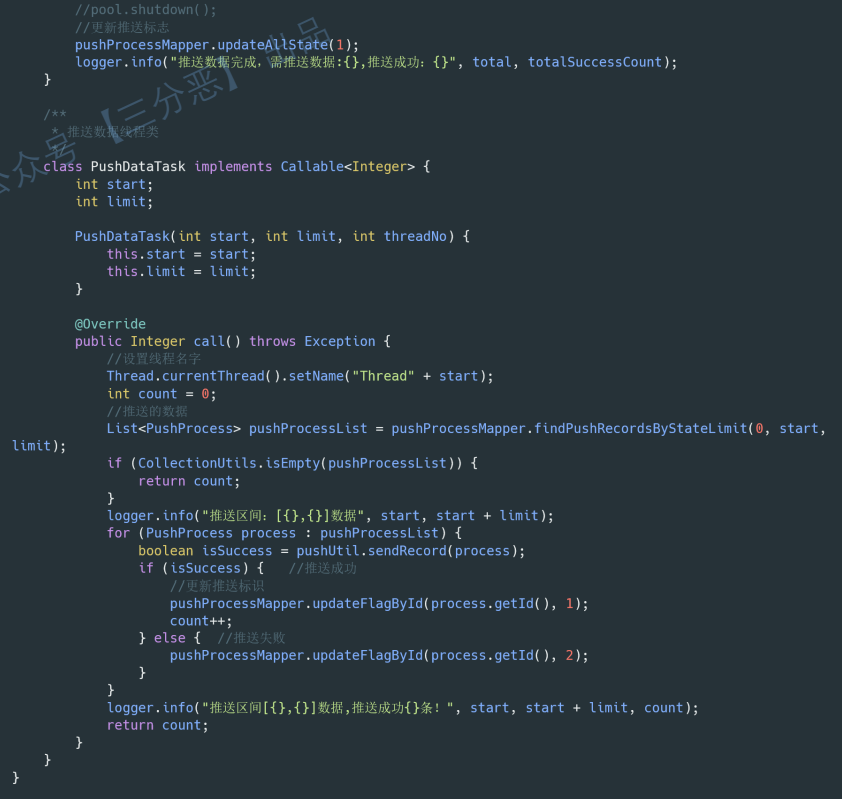 //pool.shutdown();
        //更新推送标志
        pushProcessMapper.updateAllState(1);
        logger.info("推送数据完成，需推送数据:{},推送成功：{}", total, totalSuccessCount);
    }

    /**
     * 推送数据线程类
     */
    class PushDataTask implements Callable<Integer> {
        int start;
        int limit;

        PushDataTask(int start, int limit, int threadNo) {
            this.start = start;
            this.limit = limit;
        }

        @Override
        public Integer call() throws Exception {
            //设置线程名字
            Thread.currentThread().setName("Thread" + start);
            int count = 0;
            //推送的数据
            List<PushProcess> pushProcessList = pushProcessMapper.findPushRecordsByStateLimit(0, start,
limit);
            if (CollectionUtils.isEmpty(pushProcessList)) {
                return count;
            }
            logger.info("推送区间：[{},{}]数据", start, start + limit);
            for (PushProcess process : pushProcessList) {
                boolean isSuccess = pushUtil.sendRecord(process);
                if (isSuccess) {   //推送成功
                    //更新推送标识
                    pushProcessMapper.updateFlagById(process.getId(), 1);
                    count++;
                } else {  //推送失败
                    pushProcessMapper.updateFlagById(process.getId(), 2);
                }
            }
            logger.info("推送区间[{},{}]数据,推送成功{}条！", start, start + limit, count);
            return count;
        }
    }
}
公众号【三分恶】出品